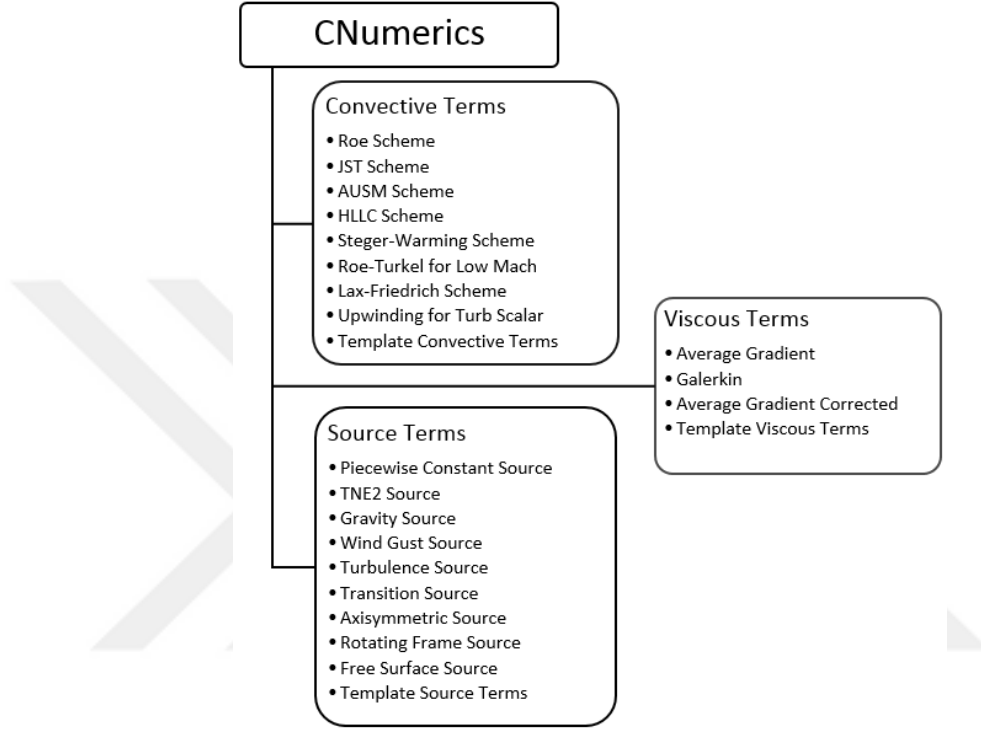 CNumerics
Convective Terms
• Roe Scheme
• JST Scheme
• AUSM Scheme
• HLLC Scheme
• Steger-Warming Scheme
• Roe-Turkel for Low Mach
• Lax-Friedrich Scheme
• Upwinding for Turb Scalar
• Template Convective Terms
Viscous Terms
• Average Gradient
• Galerkin
• Average Gradient Corrected
• Template Viscous Terms
Source Terms
• Piecewise Constant Source
• TNE2 Source
• Gravity Source
• Wind Gust Source
• Turbulence Source
• Transition Source
• Axisymmetric Source
• Rotating Frame Source
• Free Surface Source
• Template Source Terms